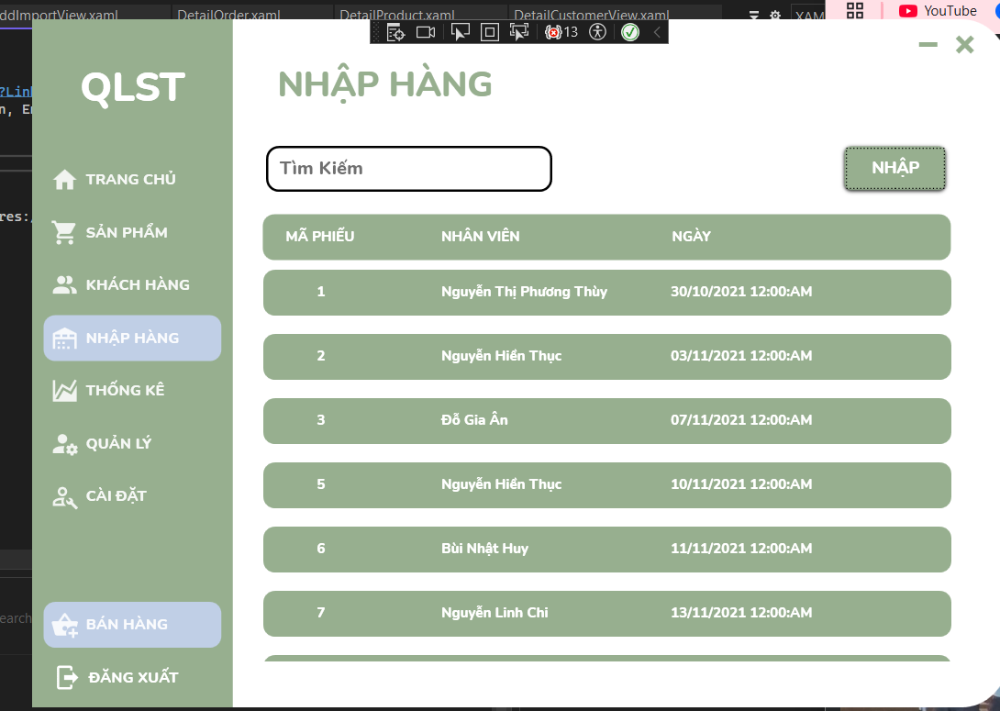 ddImportView.xaml DetailOrder.xaml DetailProduct.xaml DetailCustomerView.xaml XAM YouTube
13
QLST
NHẬP HÀNG
?Lin
n, E
res:/
earch
Tìm Kiếm NHẬP
TRANG CHỦ
SẢN PHẨM
KHÁCH HÀNG
NHẬP HÀNG
THỐNG KÊ
QUẢN LÝ
CÀI ĐẶT
BÁN HÀNG
ĐĂNG XUẤT
MÃ PHIẾU NHÂN VIÊN NGÀY
1 Nguyễn Thị Phương Thùy 30/10/2021 12:00:AM
2 Nguyễn Hiền Thục 03/11/2021 12:00:AM
3 Đỗ Gia Ân 07/11/2021 12:00:AM
5 Nguyễn Hiền Thục 10/11/2021 12:00:AM
6 Bùi Nhật Huy 11/11/2021 12:00:AM
7 Nguyễn Linh Chi 13/11/2021 12:00:AM